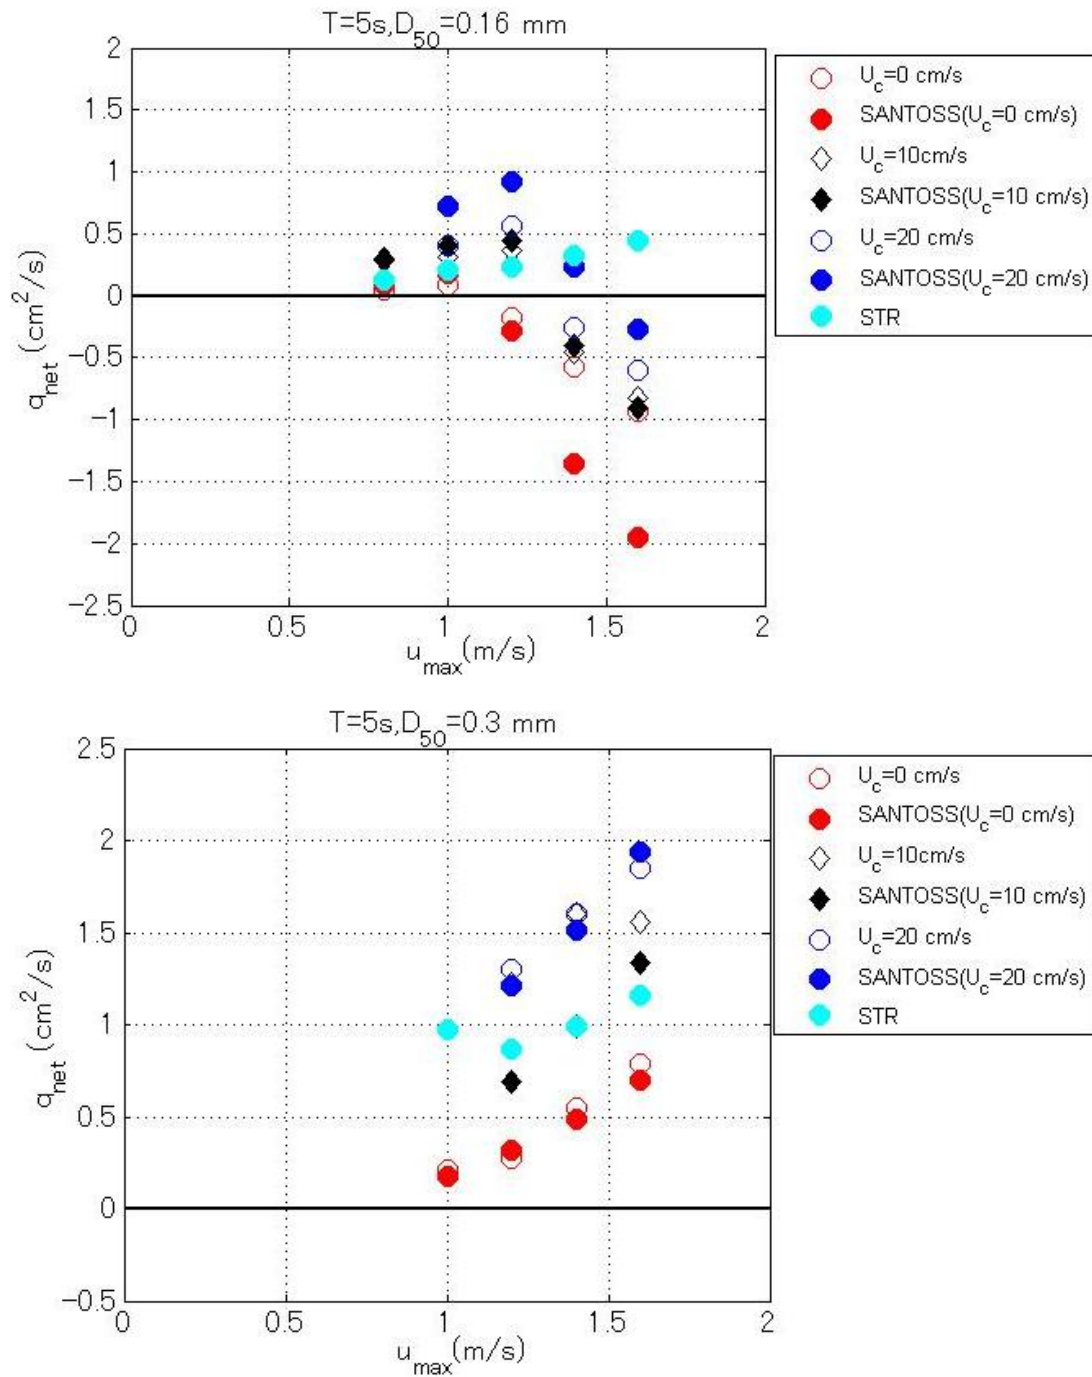 T=5s,D50=0.16 mm
2
1.5
1
0.5
0
−0.5
−1
−1.5
−2
−2.5
qnet (cm2/s)
0 0.5 1 1.5 2
umax(m/s)
Uc=0 cm/s
SANTOSS(Uc=0 cm/s)
Uc=10cm/s
SANTOSS(Uc=10 cm/s)
Uc=20 cm/s
SANTOSS(Uc=20 cm/s)
STR
T=5s,D50=0.3 mm
2.5
2
1.5
1
0.5
0
−0.5
qnet (cm2/s)
0 0.5 1 1.5 2
umax(m/s)
Uc=0 cm/s
SANTOSS(Uc=0 cm/s)
Uc=10cm/s
SANTOSS(Uc=10 cm/s)
Uc=20 cm/s
SANTOSS(Uc=20 cm/s)
STR